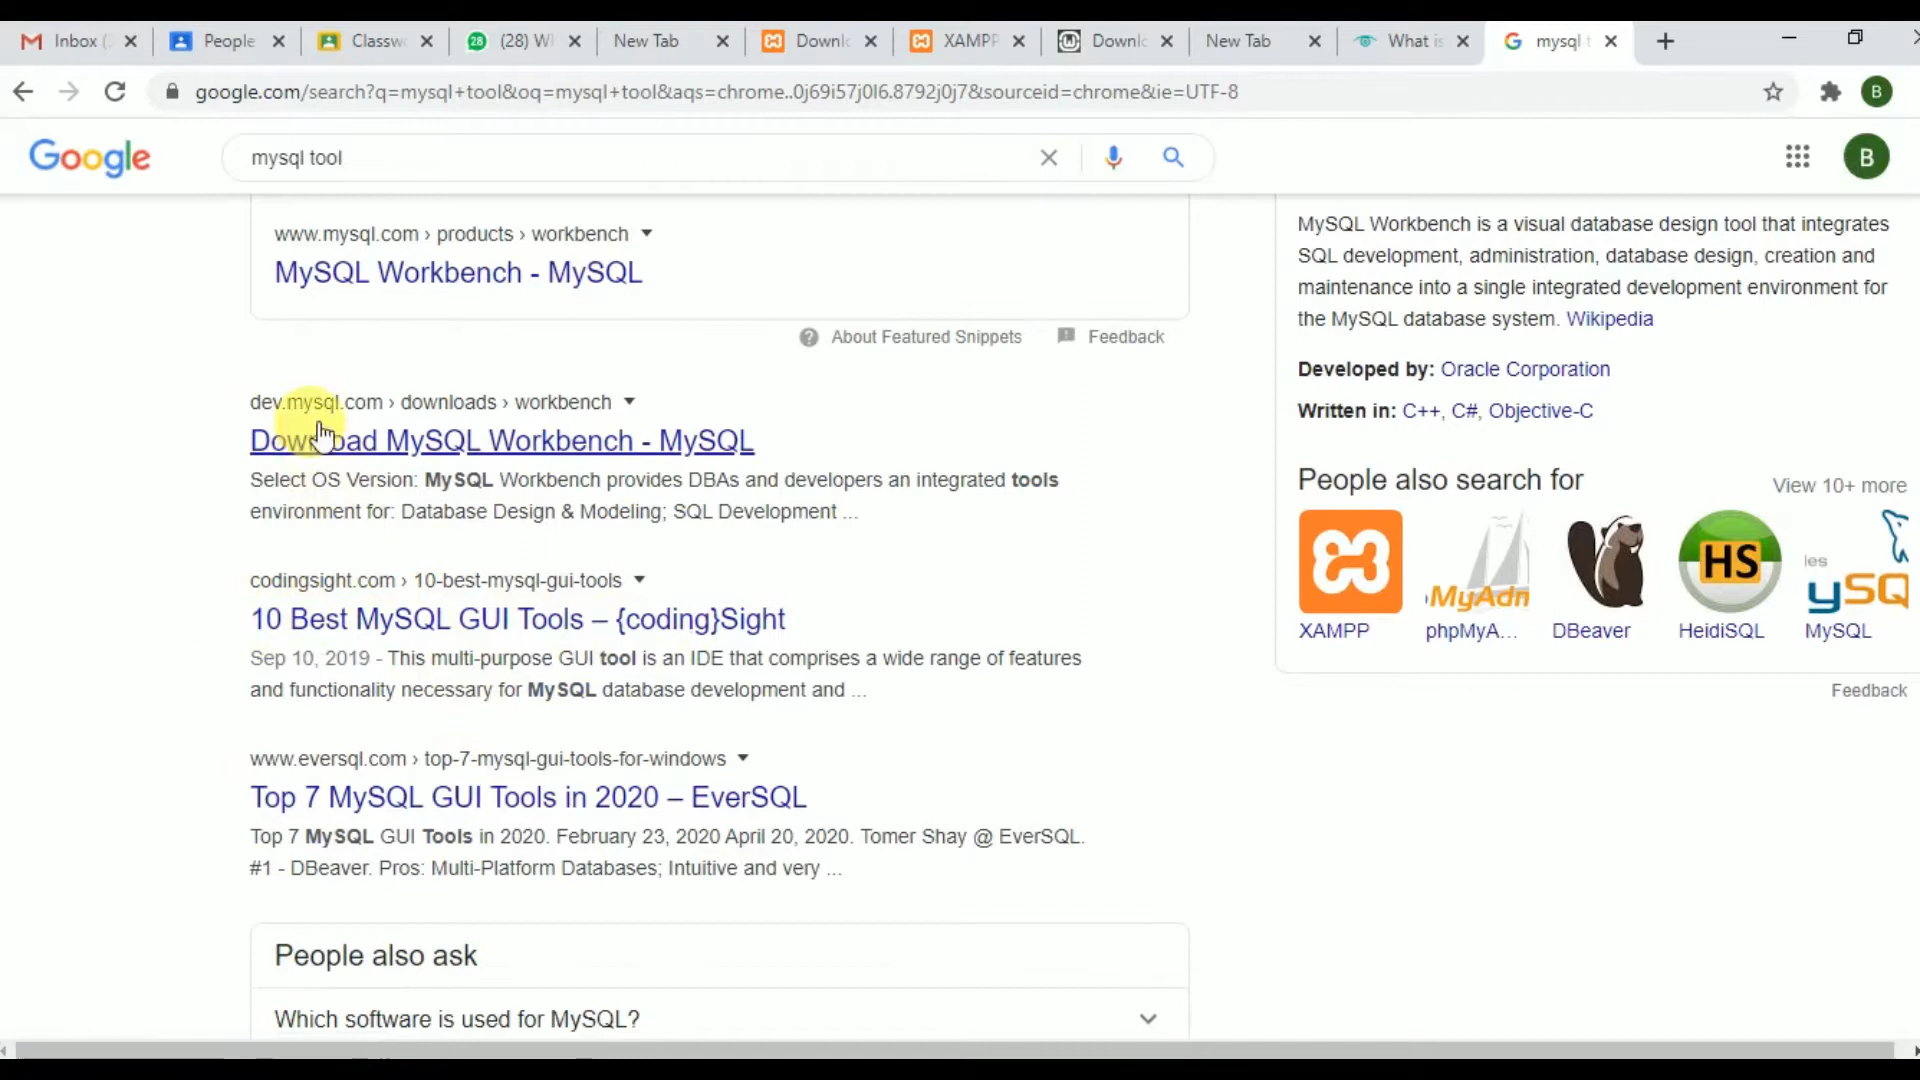 Inbox (
People
Classwo
(28) W
New Tab
Downlo
XAMPP
Downlo
New Tab
What is
mysql t
google.com/search?q=mysql+tool&oq=mysql+tool&aqs=chrome..0j69i57j0l6.8792j0j7&sourceid=chrome&ie=UTF-8
B
Google
mysql tool
B
www.mysql.com › products › workbench
MySQL Workbench - MySQL
About Featured Snippets
Feedback
dev.mysql.com › downloads › workbench
Download MySQL Workbench - MySQL
Select OS Version: MySQL Workbench provides DBAs and developers an integrated tools
environment for: Database Design & Modeling; SQL Development ...
codingsight.com › 10-best-mysql-gui-tools
10 Best MySQL GUI Tools – {coding}Sight
Sep 10, 2019 - This multi-purpose GUI tool is an IDE that comprises a wide range of features
and functionality necessary for MySQL database development and ...
www.eversql.com › top-7-mysql-gui-tools-for-windows
Top 7 MySQL GUI Tools in 2020 – EverSQL
Top 7 MySQL GUI Tools in 2020. February 23, 2020 April 20, 2020. Tomer Shay @ EverSQL.
#1 - DBeaver. Pros: Multi-Platform Databases; Intuitive and very ...
People also ask
Which software is used for MySQL?
MySQL Workbench is a visual database design tool that integrates
SQL development, administration, database design, creation and
maintenance into a single integrated development environment for
the MySQL database system. Wikipedia
Developed by: Oracle Corporation
Written in: C++, C#, Objective-C
People also search for
View 10+ more
MyAdn
HS
les
ySQ
XAMPP
phpMyA...
DBeaver
HeidiSQL
MySQL
Feedback